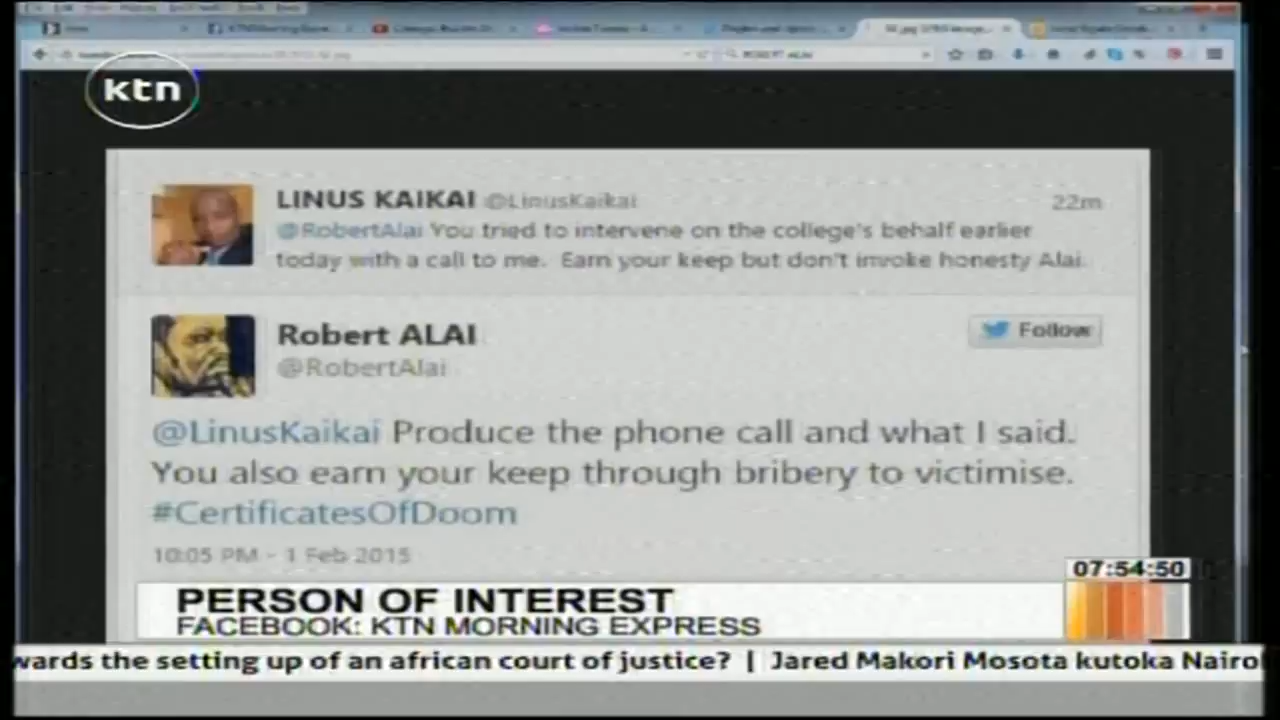 ktn
LINUS KAIKAI @LinusKaikai 22m
@RobertAlai You tried to intervene on the college's behalf earlier
today with a call to me. Earn your keep but don't invoke honesty Alai.
Robert ALAI
Follow
@RobertAlai
@LinusKaikai Produce the phone call and what I said.
You also earn your keep through bribery to victimise.
#CertificatesOfDoom
10:05 PM - 1 Feb 2015
07:54:50
PERSON OF INTEREST
FACEBOOK: KTN MORNING EXPRESS
wards the setting up of an african court of justice? | Jared Makori Mosota kutoka Nairo